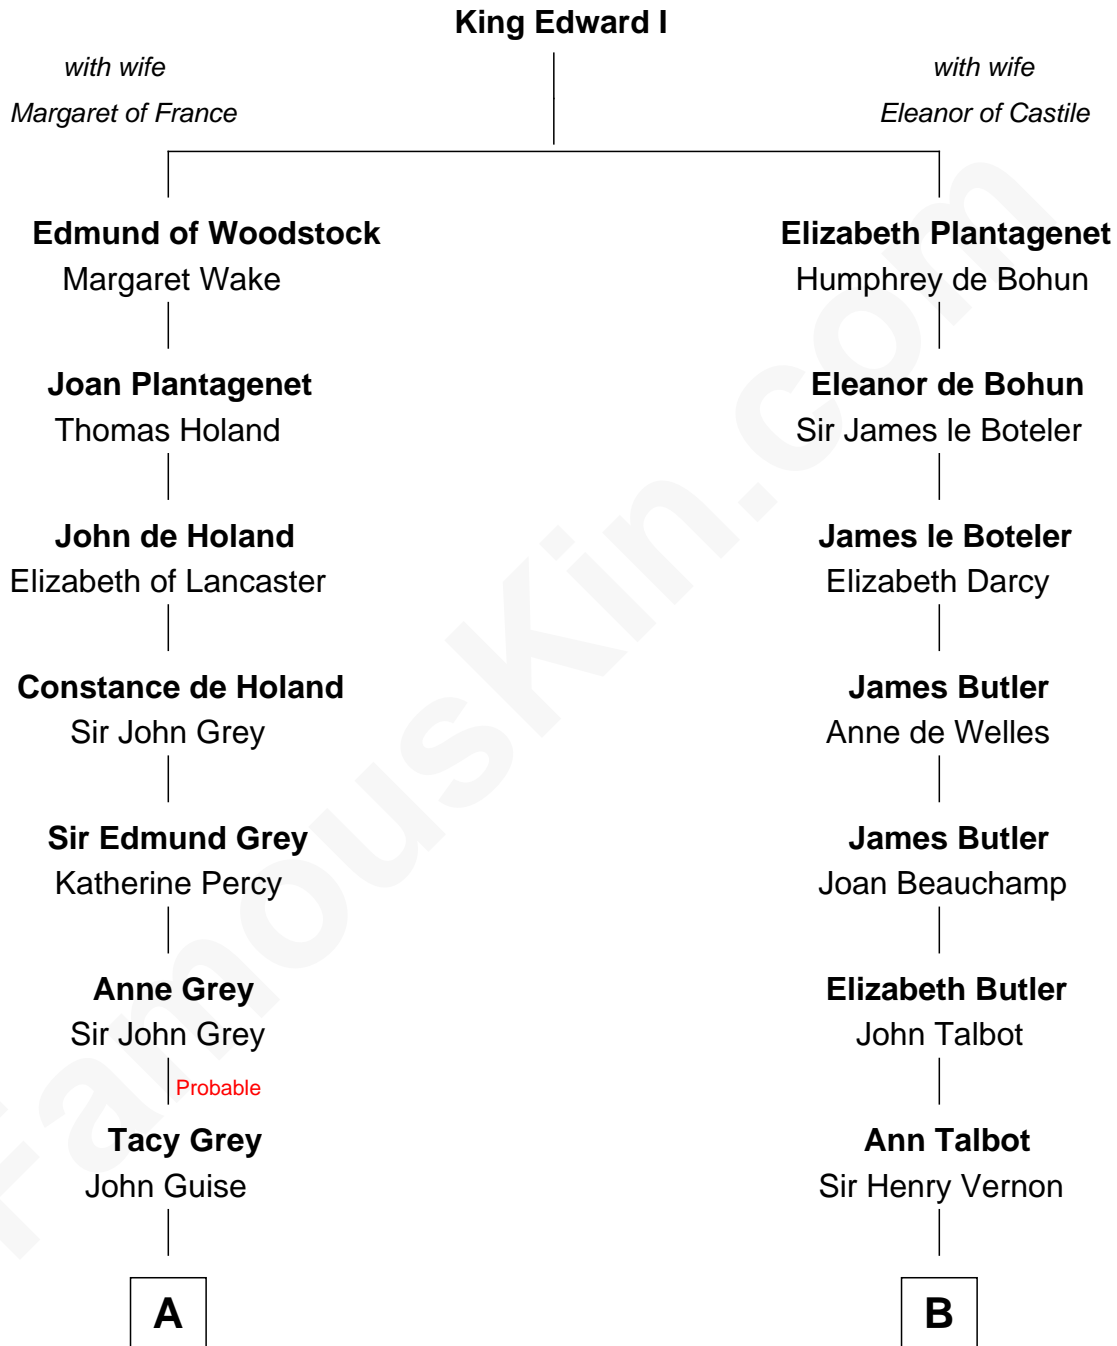 King Edward I
with wife
Margaret of France
with wife
Eleanor of Castile
Edmund of Woodstock
Margaret Wake
Elizabeth Plantagenet
Humphrey de Bohun
Joan Plantagenet
Thomas Holand
Eleanor de Bohun
Sir James le Boteler
John de Holand
Elizabeth of Lancaster
James le Boteler
Elizabeth Darcy
Constance de Holand
Sir John Grey
James Butler
Anne de Welles
Sir Edmund Grey
Katherine Percy
James Butler
Joan Beauchamp
Anne Grey
Sir John Grey
Elizabeth Butler
John Talbot
Probable
Tacy Grey
John Guise
Ann Talbot
Sir Henry Vernon
A
B
FamousKin.com